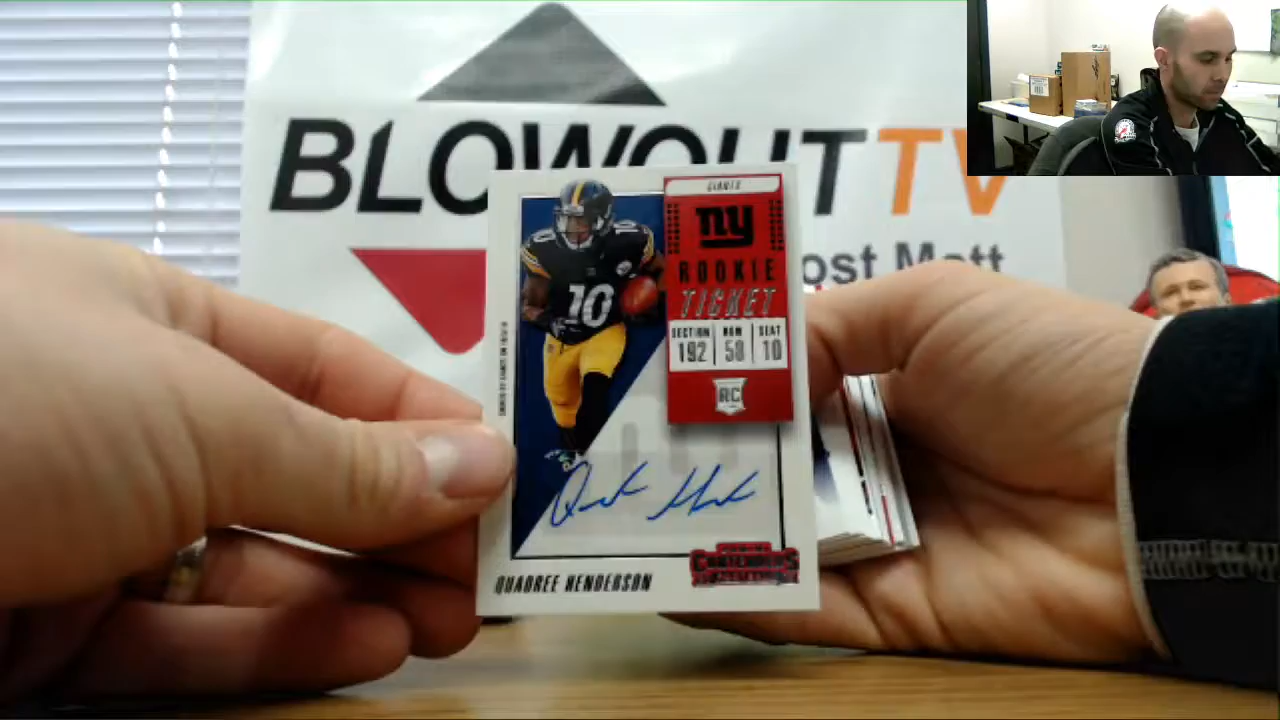 BLOWOUT TV
ost Matt
GIANTS
ny
ROOKIE
TICKET
SECTION ROW SEAT
192 58 10
RC
10
10
QUADREE HENDERSON
CONTENDERS